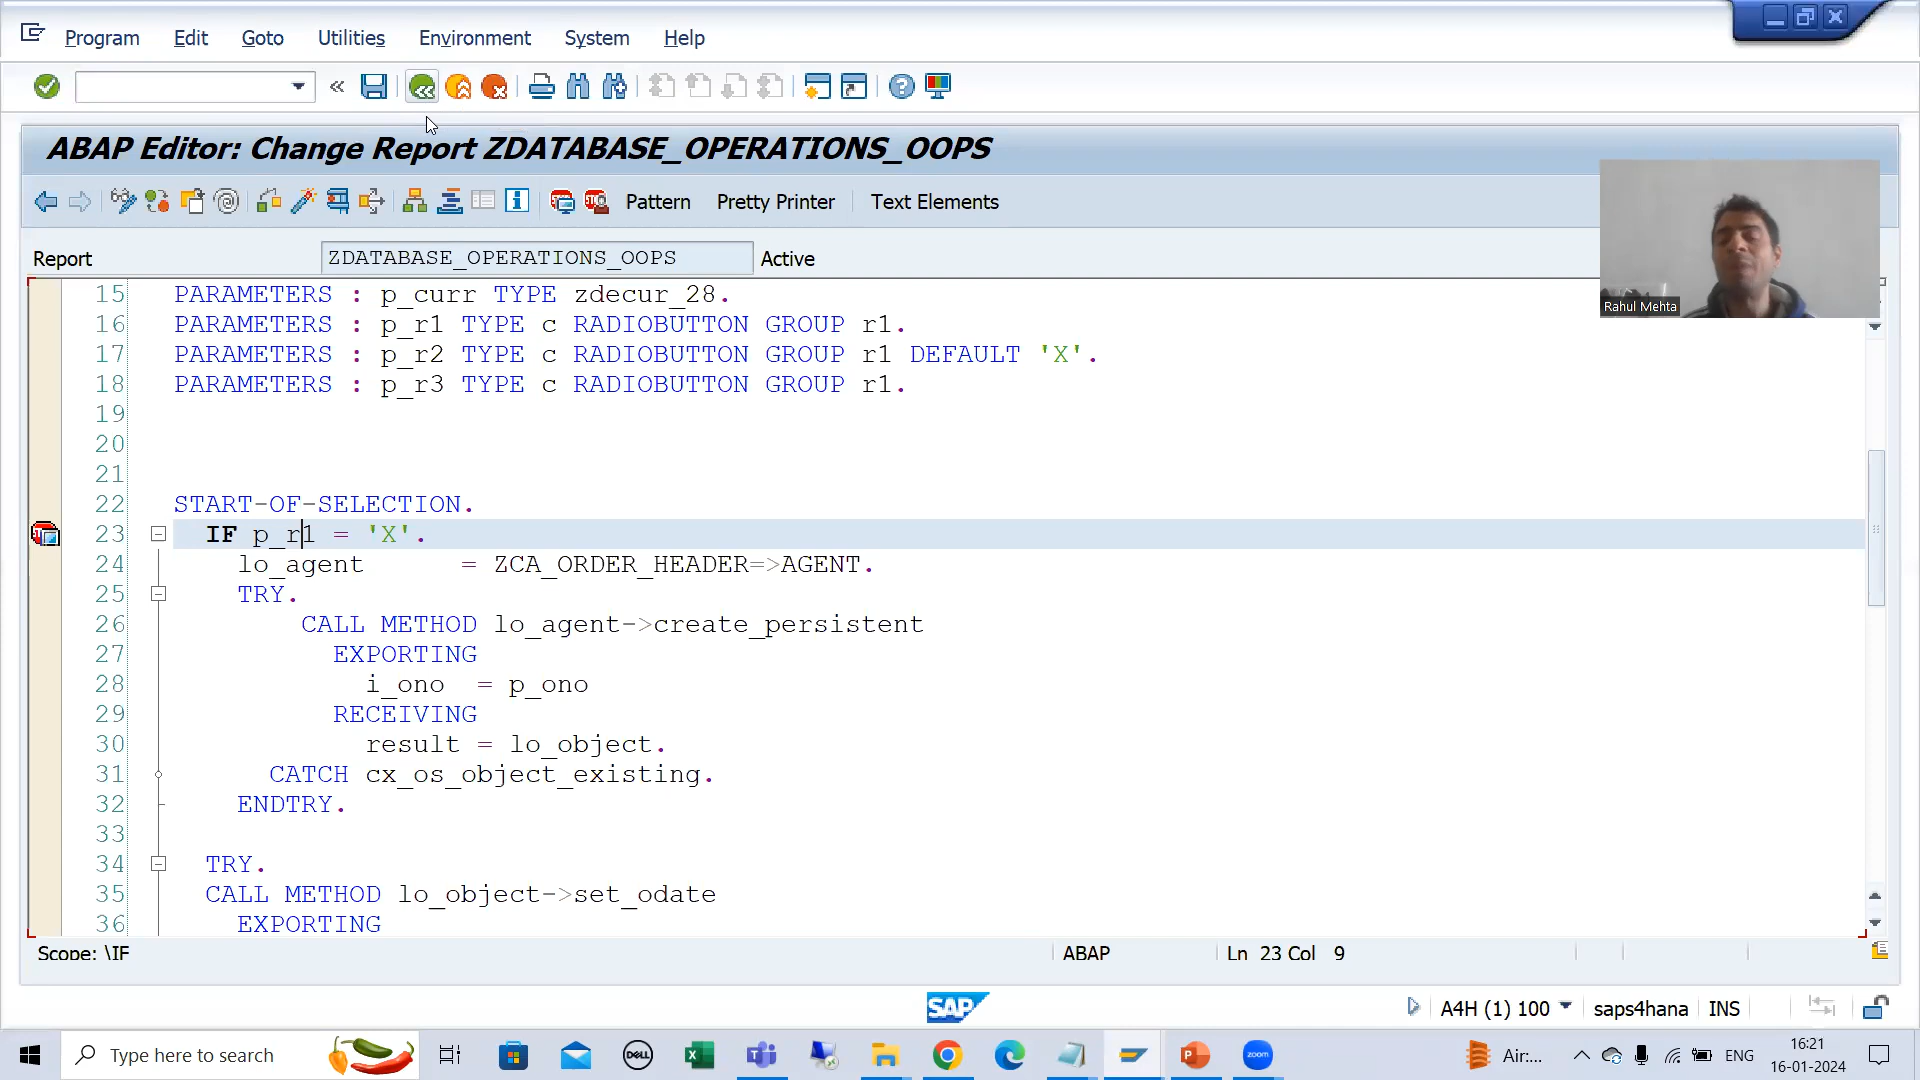 Program Edit Goto Utilities Environment System Help
ABAP Editor: Change Report ZDATABASE_OPERATIONS_OOPS
Pattern Pretty Printer Text Elements
Report ZDATABASE_OPERATIONS_OOPS Active
Rahul Mehta
15 PARAMETERS : p_curr TYPE zdecur_28.
16 PARAMETERS : p_r1 TYPE c RADIOBUTTON GROUP r1.
17 PARAMETERS : p_r2 TYPE c RADIOBUTTON GROUP r1 DEFAULT 'X'.
18 PARAMETERS : p_r3 TYPE c RADIOBUTTON GROUP r1.
19
20
21
22 START-OF-SELECTION.
23 IF p_r1 = 'X'.
24 lo_agent = ZCA_ORDER_HEADER=>AGENT.
25 TRY.
26 CALL METHOD lo_agent->create_persistent
27 EXPORTING
28 i_ono = p_ono
29 RECEIVING
30 result = lo_object.
31 CATCH cx_os_object_existing.
32 ENDTRY.
33
34 TRY.
35 CALL METHOD lo_object->set_odate
36 EXPORTING
Scope: \IF ABAP Ln 23 Col 9
SAP A4H (1) 100 saps4hana INS
Type here to search DELL zoom Air:... ENG 16:21
16-01-2024